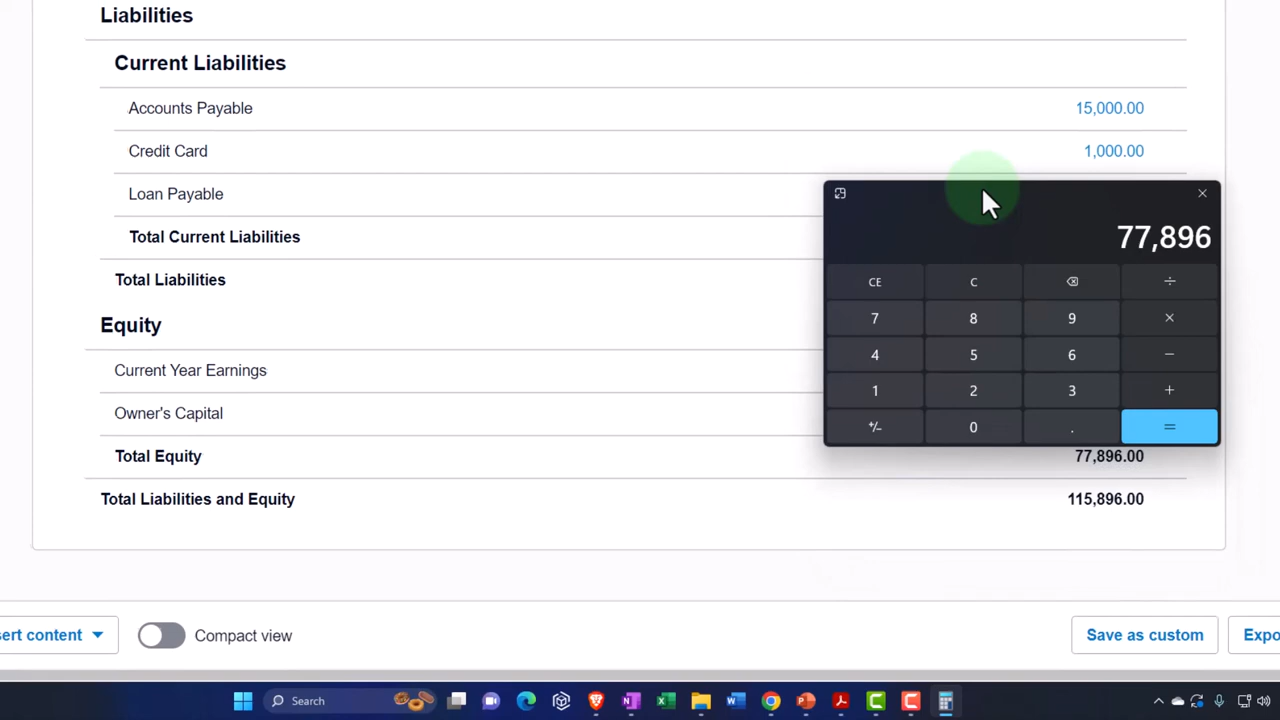 Liabilities
Current Liabilities
Accounts Payable 15,000.00
Credit Card 1,000.00
Loan Payable
Total Current Liabilities
Total Liabilities
Equity
Current Year Earnings
Owner's Capital
Total Equity 77,896.00
Total Liabilities and Equity 115,896.00
77,896
CE C ÷
7 8 9 ×
4 5 6 −
1 2 3 +
+/− 0 . =
sert content Compact view Save as custom Expo
Search